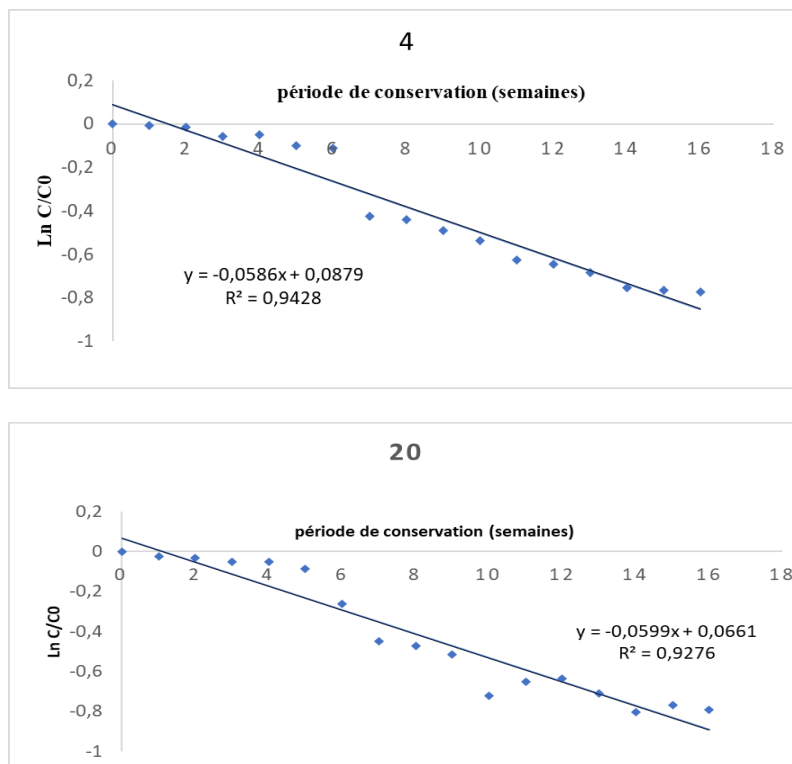 4
période de conservation (semaines)
0,2
0
-0,2
-0,4
-0,6
-0,8
-1
0 2 4 6 8 10 12 14 16 18
Ln C/C0
y = -0,0586x + 0,0879
R² = 0,9428
20
période de conservation (semaines)
0,2
0
-0,2
-0,4
-0,6
-0,8
-1
0 2 4 6 8 10 12 14 16 18
Ln C/C0
y = -0,0599x + 0,0661
R² = 0,9276